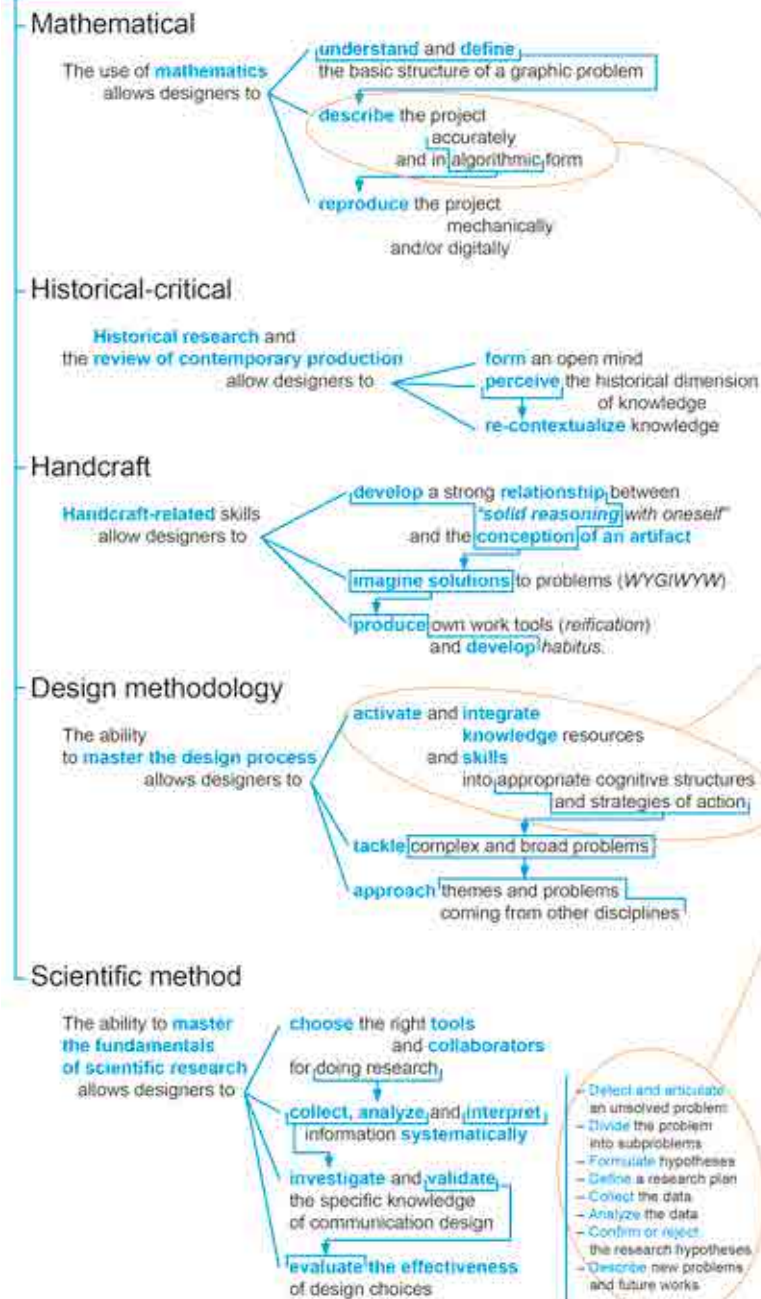 Mathematical
The use of mathematics
allows designers to
understand and define
the basic structure of a graphic problem
describe the project
accurately
and in algorithmic form
reproduce the project
mechanically
and/or digitally
Historical-critical
Historical research and
the review of contemporary production
allow designers to
form an open mind
perceive the historical dimension
of knowledge
re-contextualize knowledge
Handcraft
Handcraft-related skills
allow designers to
develop a strong relationship between
"solid reasoning with oneself"
and the conception of an artifact
imagine solutions to problems (WYGIWYW)
produce own work tools (reification)
and develop habitus.
Design methodology
The ability
to master the design process
allows designers to
activate and integrate
knowledge resources
and skills
into appropriate cognitive structures
and strategies of action
tackle complex and broad problems
approach themes and problems
coming from other disciplines
Scientific method
The ability to master
the fundamentals
of scientific research
allows designers to
choose the right tools
and collaborators
for doing research
collect, analyze and interpret
information systematically
investigate and validate
the specific knowledge
of communication design
evaluate the effectiveness
of design choices
– Detect and articulate
an unsolved problem
– Divide the problem
into subproblems
– Formulate hypotheses
– Define a research plan
– Collect the data
– Analyze the data
– Confirm or reject
the research hypotheses
– Describe new problems
and future works